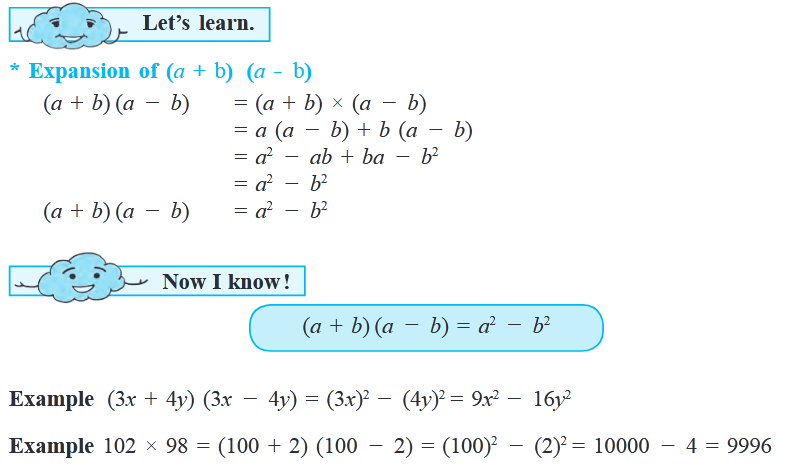 Let's learn.
* Expansion of (a + b) (a - b)
(a + b) (a − b) = (a + b) × (a − b)
= a (a − b) + b (a − b)
= a² − ab + ba − b²
= a² − b²
(a + b) (a − b) = a² − b²
Now I know!
(a + b) (a − b) = a² − b²
Example (3x + 4y) (3x − 4y) = (3x)² − (4y)² = 9x² − 16y²
Example 102 × 98 = (100 + 2) (100 − 2) = (100)² − (2)² = 10000 − 4 = 9996